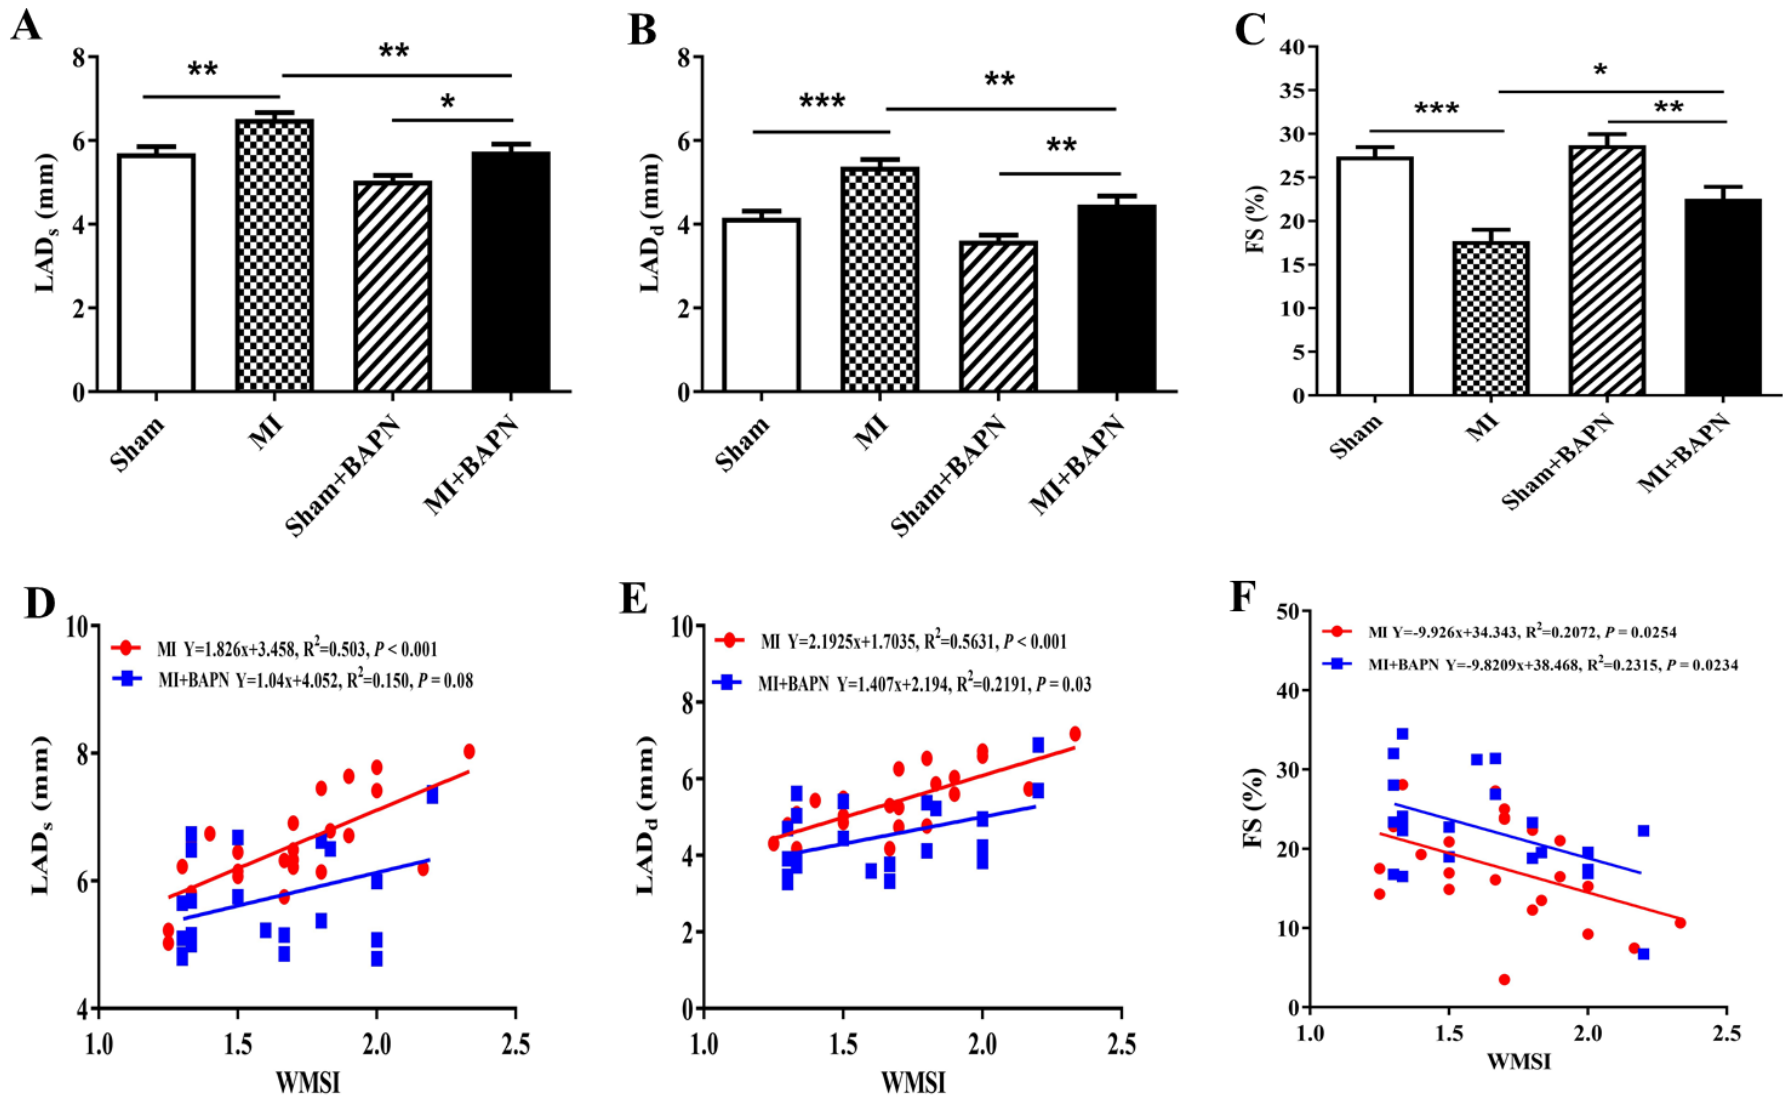 A
8
6
4
2
0
LADs (mm)
**
**
*
Sham
MI
Sham+BAPN
MI+BAPN
B
8
6
4
2
0
LADd (mm)
***
**
**
Sham
MI
Sham+BAPN
MI+BAPN
C
40
35
30
25
20
15
10
5
0
FS (%)
***
*
**
Sham
MI
Sham+BAPN
MI+BAPN
D
10
8
6
4
LADs (mm)
MI Y=1.826x+3.458, R²=0.503, P < 0.001
MI+BAPN Y=1.04x+4.052, R²=0.150, P = 0.08
1.0 1.5 2.0 2.5
WMSI
E
10
8
6
4
2
0
LADd (mm)
MI Y=2.1925x+1.7035, R²=0.5631, P < 0.001
MI+BAPN Y=1.407x+2.194, R²=0.2191, P = 0.03
1.0 1.5 2.0 2.5
WMSI
F
50
40
30
20
10
0
FS (%)
MI Y=-9.926x+34.343, R²=0.2072, P = 0.0254
MI+BAPN Y=-9.8209x+38.468, R²=0.2315, P = 0.0234
1.0 1.5 2.0 2.5
WMSI